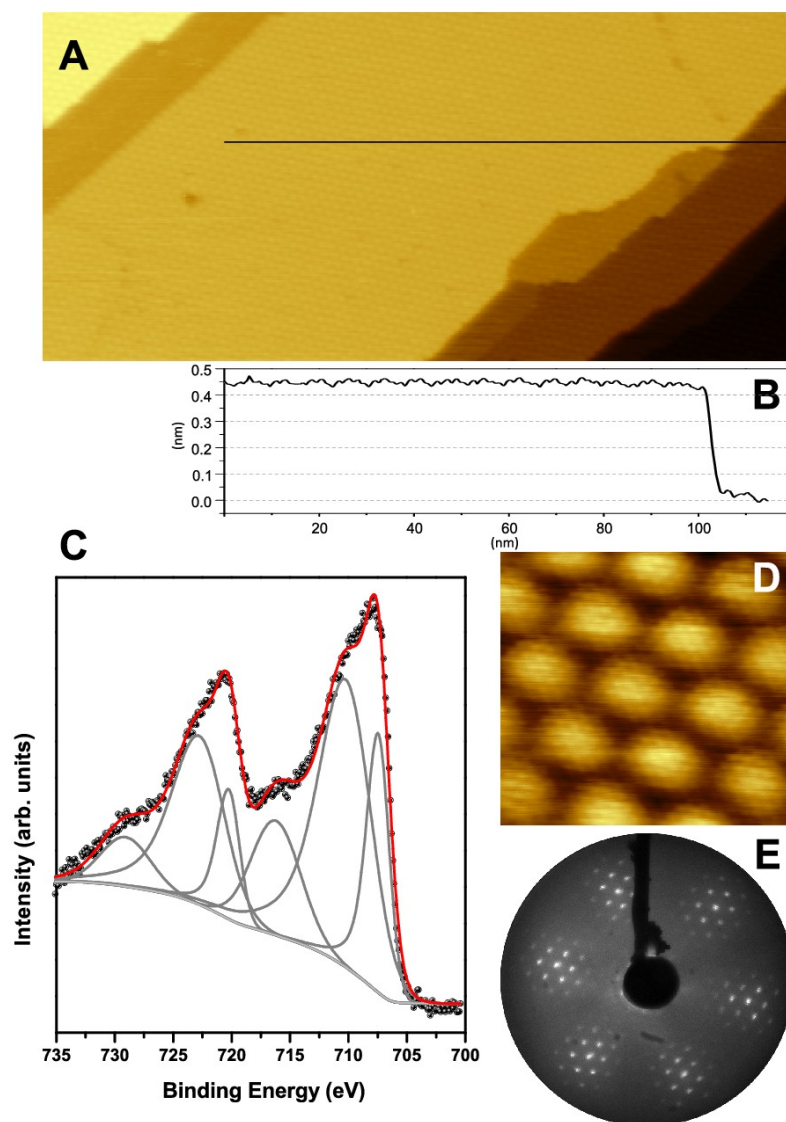 A
0.5
0.4
0.3
0.2
0.1
0.0
(nm)
B
20 40 60 80 100
(nm)
C
D
E
Intensity (arb. units)
735 730 725 720 715 710 705 700
Binding Energy (eV)